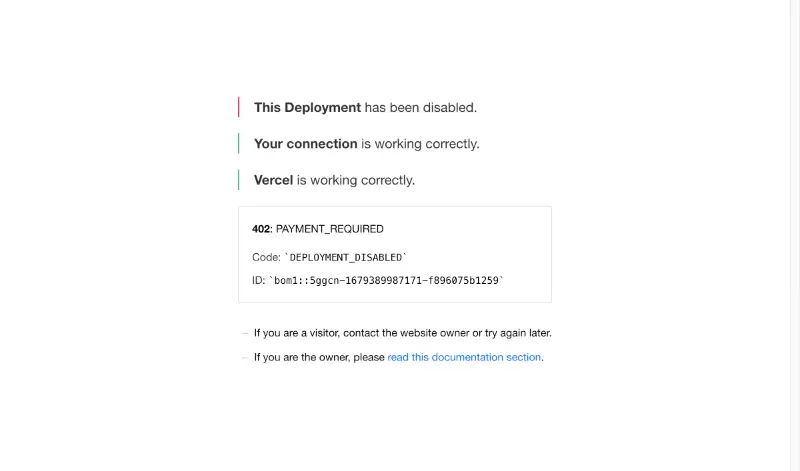 This Deployment has been disabled.
Your connection is working correctly.
Vercel is working correctly.
402: PAYMENT_REQUIRED
Code: `DEPLOYMENT_DISABLED`
ID: `bom1::5ggcn-1679389987171-f896075b1259`
– If you are a visitor, contact the website owner or try again later.
– If you are the owner, please read this documentation section.